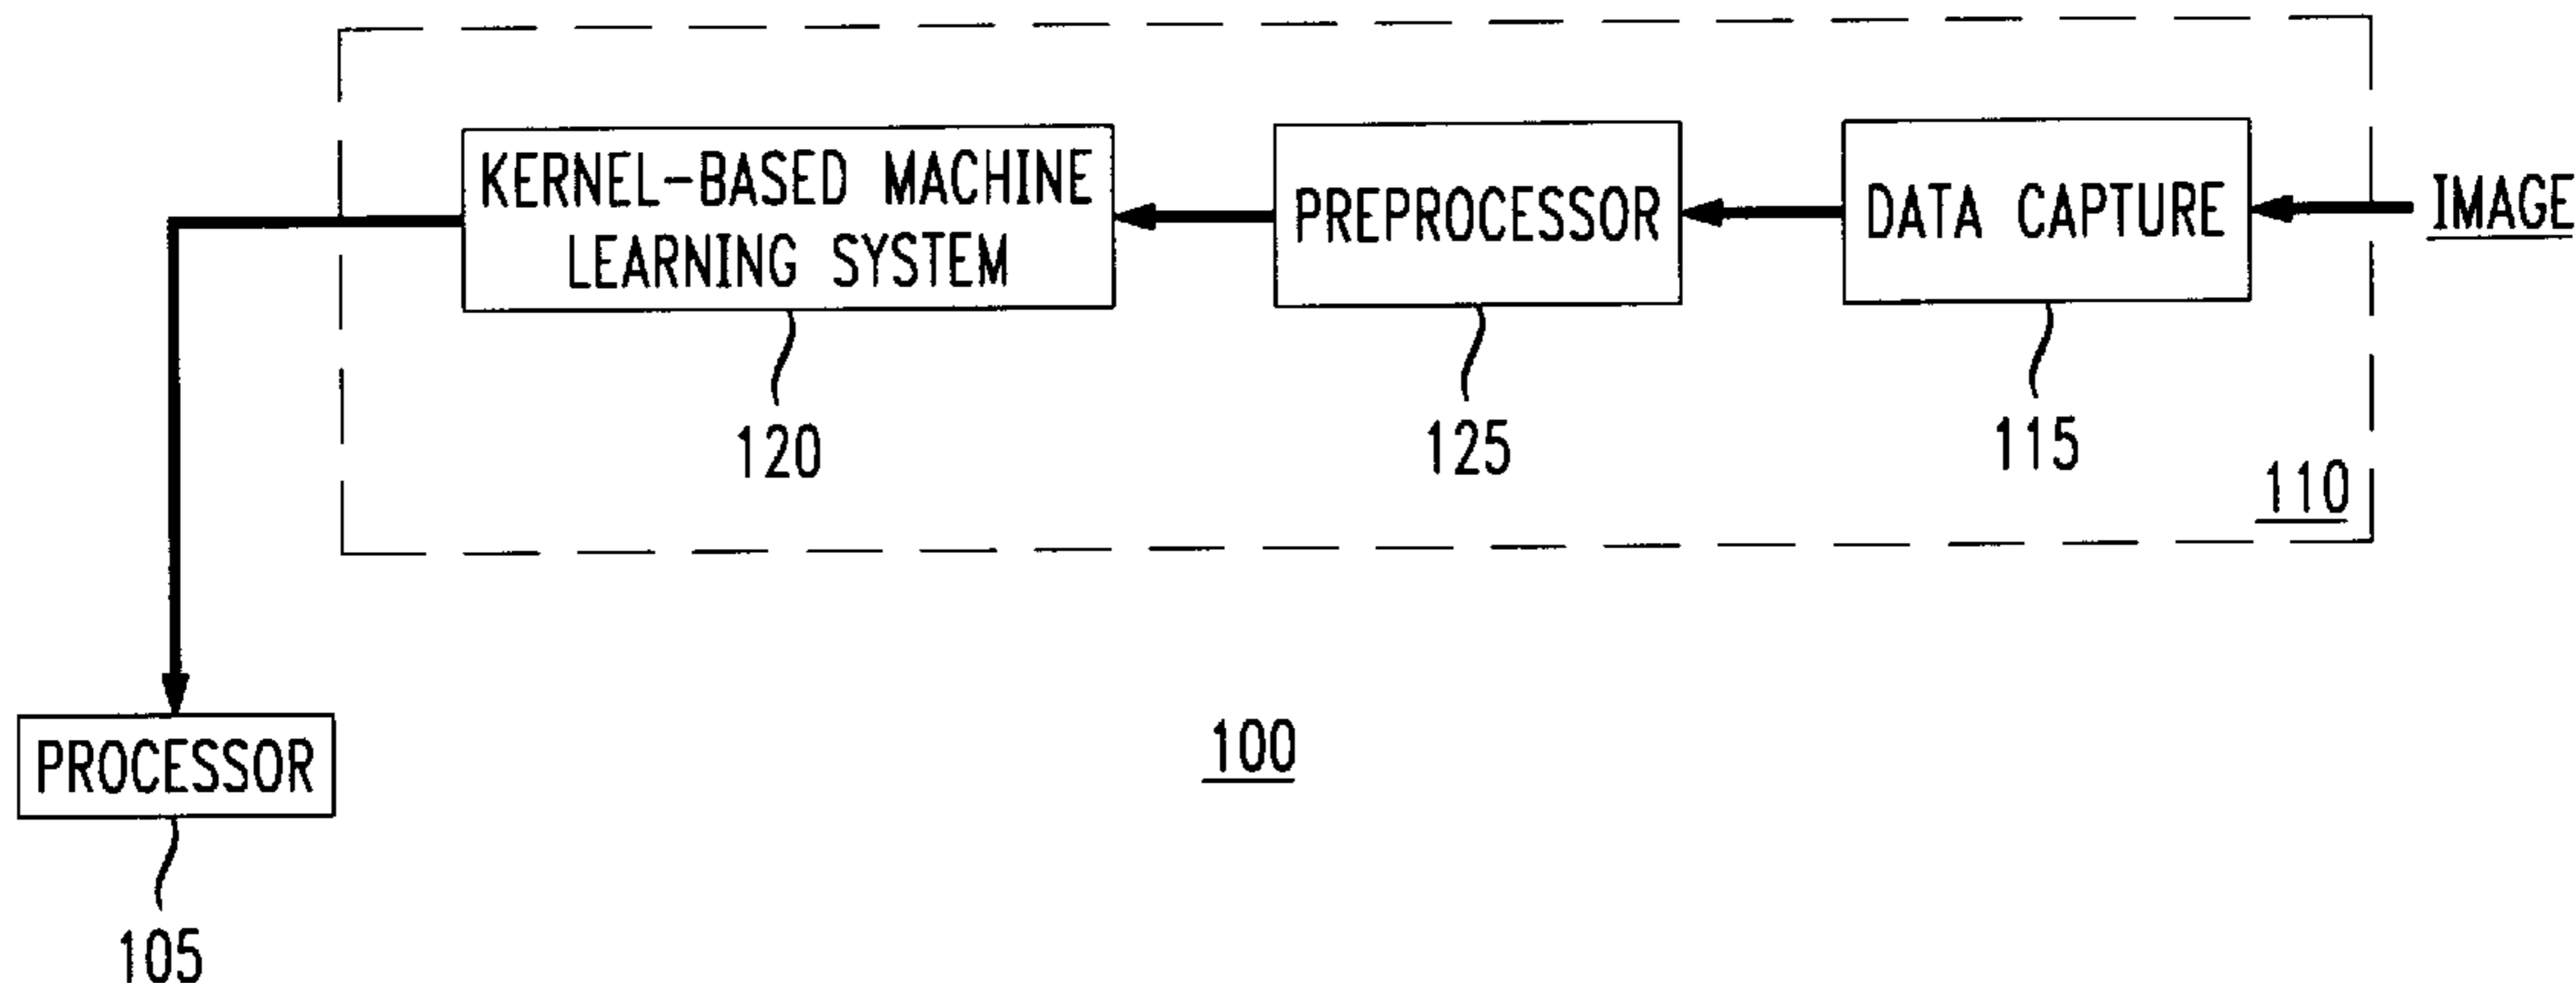 KERNEL-BASED MACHINE
LEARNING SYSTEM
PREPROCESSOR
DATA CAPTURE
IMAGE
120
125
115
110
PROCESSOR
100
105